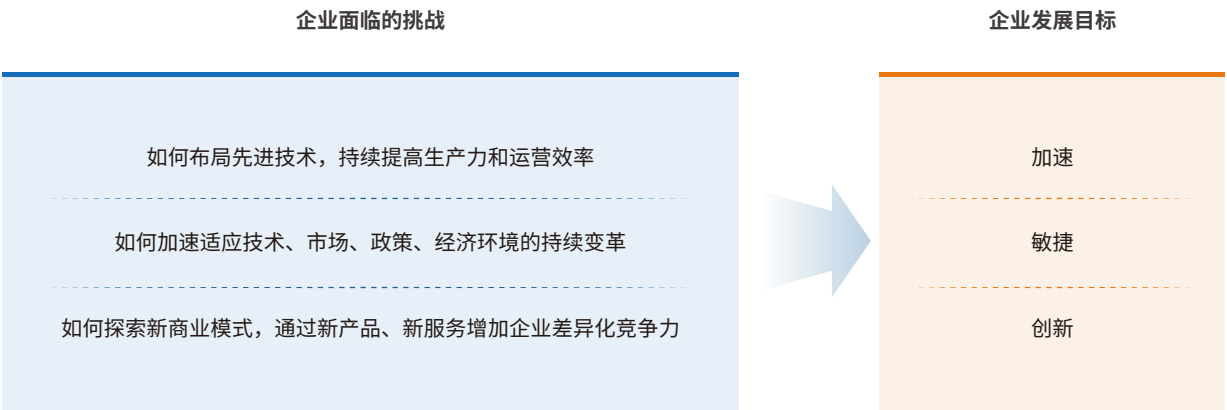 企业面临的挑战
企业发展目标
如何布局先进技术，持续提高生产力和运营效率
加速
如何加速适应技术、市场、政策、经济环境的持续变革
敏捷
如何探索新商业模式，通过新产品、新服务增加企业差异化竞争力
创新